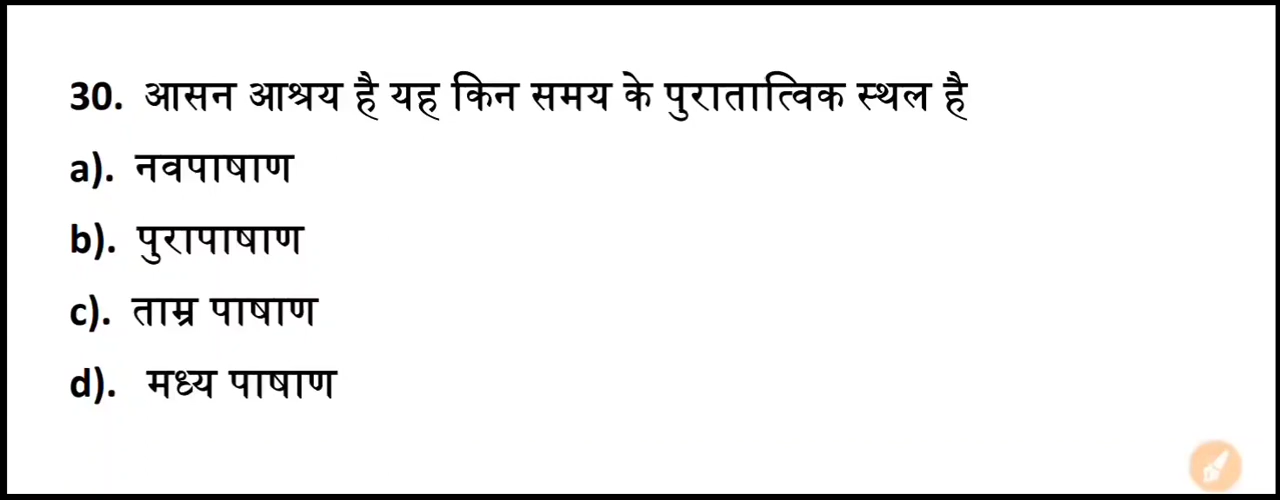 30. आसन आश्रय है यह किन समय के पुरातात्विक स्थल है
a). नवपाषाण
b). पुरापाषाण
c). ताम्र पाषाण
d). मध्य पाषाण